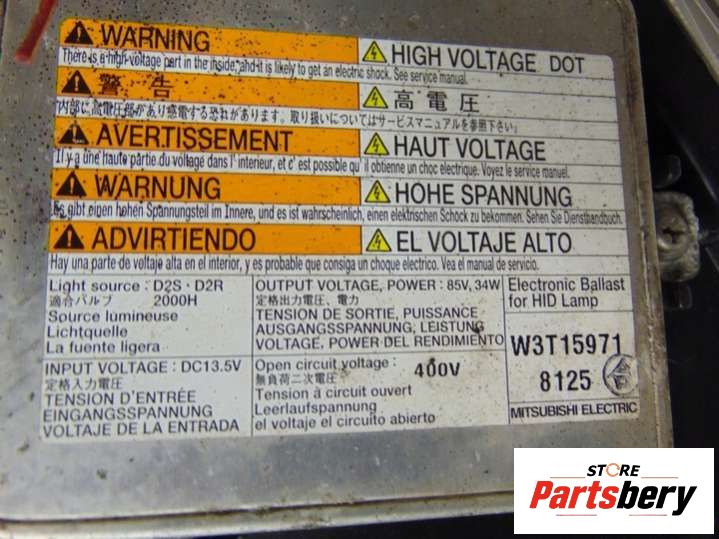 WARNING
HIGH VOLTAGE DOT
There is a high voltage part in the inside, and it is likely to get an electric shock. See service manual.
警告
高電圧
内部に高電圧部があり感電する恐れがあります。取り扱いについてはサービスマニュアルを参照下さい。
AVERTISSEMENT
HAUT VOLTAGE
Il y a une haute partie du voltage dans l' interieur, et c' est possible qu' il obtienne un choc electrique. Voyez le service manuel.
WARNUNG
HOHE SPANNUNG
Es gibt einen hohen Spannungsteil im Innere, und es ist wahrscheinlich, einen elektrischen Schock zu bekommen. Sehen Sie Diensthandbuch.
ADVIRTIENDO
EL VOLTAJE ALTO
Hay una parte de voltaje alta en el interior, y es probable que consiga un choque eléctrico. Vea el manual de servicio.
Light source : D2S · D2R
適合バルブ 2000H
Source lumineuse
Lichtquelle
La fuente ligera
OUTPUT VOLTAGE, POWER : 85V, 34W
定格出力電圧、電力
TENSION DE SORTIE, PUISSANCE
AUSGANGSSPANNUNG, LEISTUNG
VOLTAGE, POWER DEL RENDIMIENTO
Electronic Ballast
for HID Lamp
INPUT VOLTAGE : DC13.5V
定格入力電圧
TENSION D'ENTRÉE
EINGANGSSPANNUNG
VOLTAJE DE LA ENTRADA
Open circuit voltage : 400V
無負荷二次電圧
Tension à circuit ouvert
Leerlaufspannung
el voltaje el circuito abierto
W3T15971
8125
MITSUBISHI ELECTRIC
STORE
Partsbery